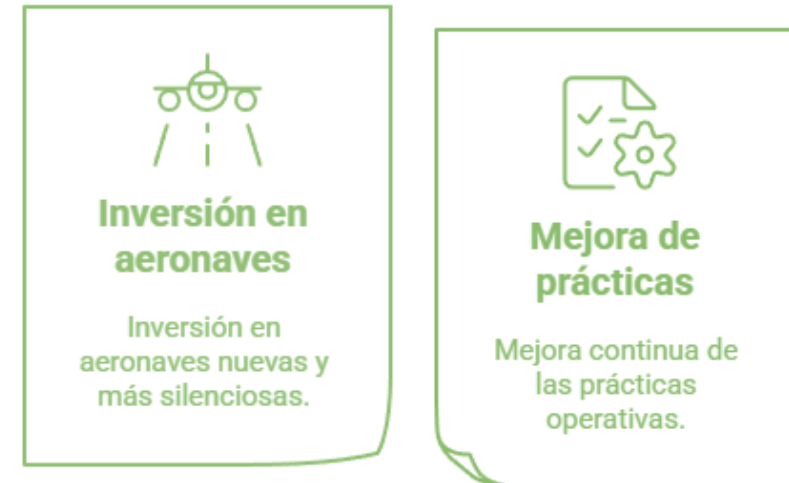 Inversión en
aeronaves
Inversión en
aeronaves nuevas y
más silenciosas.
Mejora de
prácticas
Mejora continua de
las prácticas
operativas.